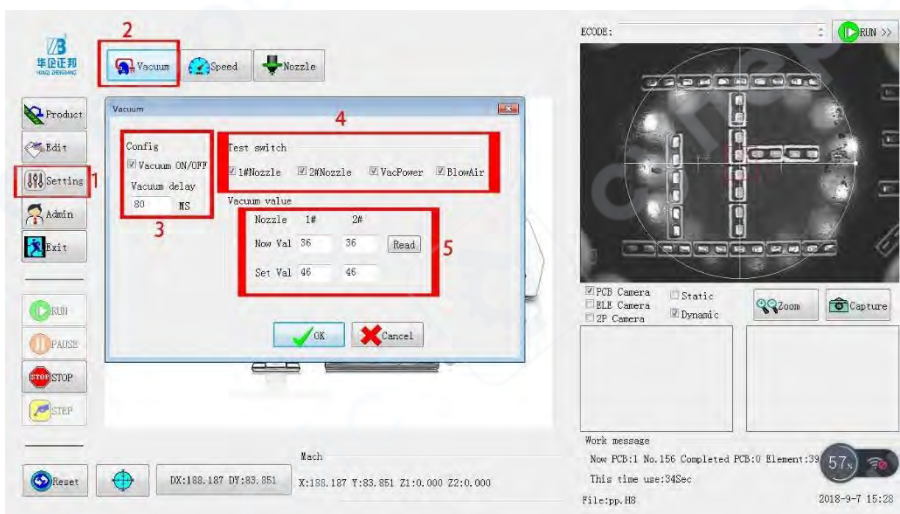 2
ECODE:
RUN >>
华企正邦
Vacuum
Speed
Nozzle
Product
Edit
Setting
1
Admin
Exit
RUN
PAUSE
STOP STOP
STEP
Vacuum
4
Config
Vacuum ON/OFF
Vacuum delay
80 MS
3
Test switch
1#Nozzle 2#Nozzle VacPower BlowAir
Vacuum value
Nozzle 1# 2#
Now Val 36 36 Read
Set Val 46 46
5
OK Cancel
PCB Camera
ELE Camera
2P Camera
Static
Dynamic
Zoom
Capture
Work message
Now PCB:1 No.156 Completed PCB:0 Element:39
57%
This time use:34Sec
File:pp.HS
2018-9-7 15:28
Mach
Reset
DX:188.187 DY:83.851
X:188.187 Y:83.851 Z1:0.000 Z2:0.000